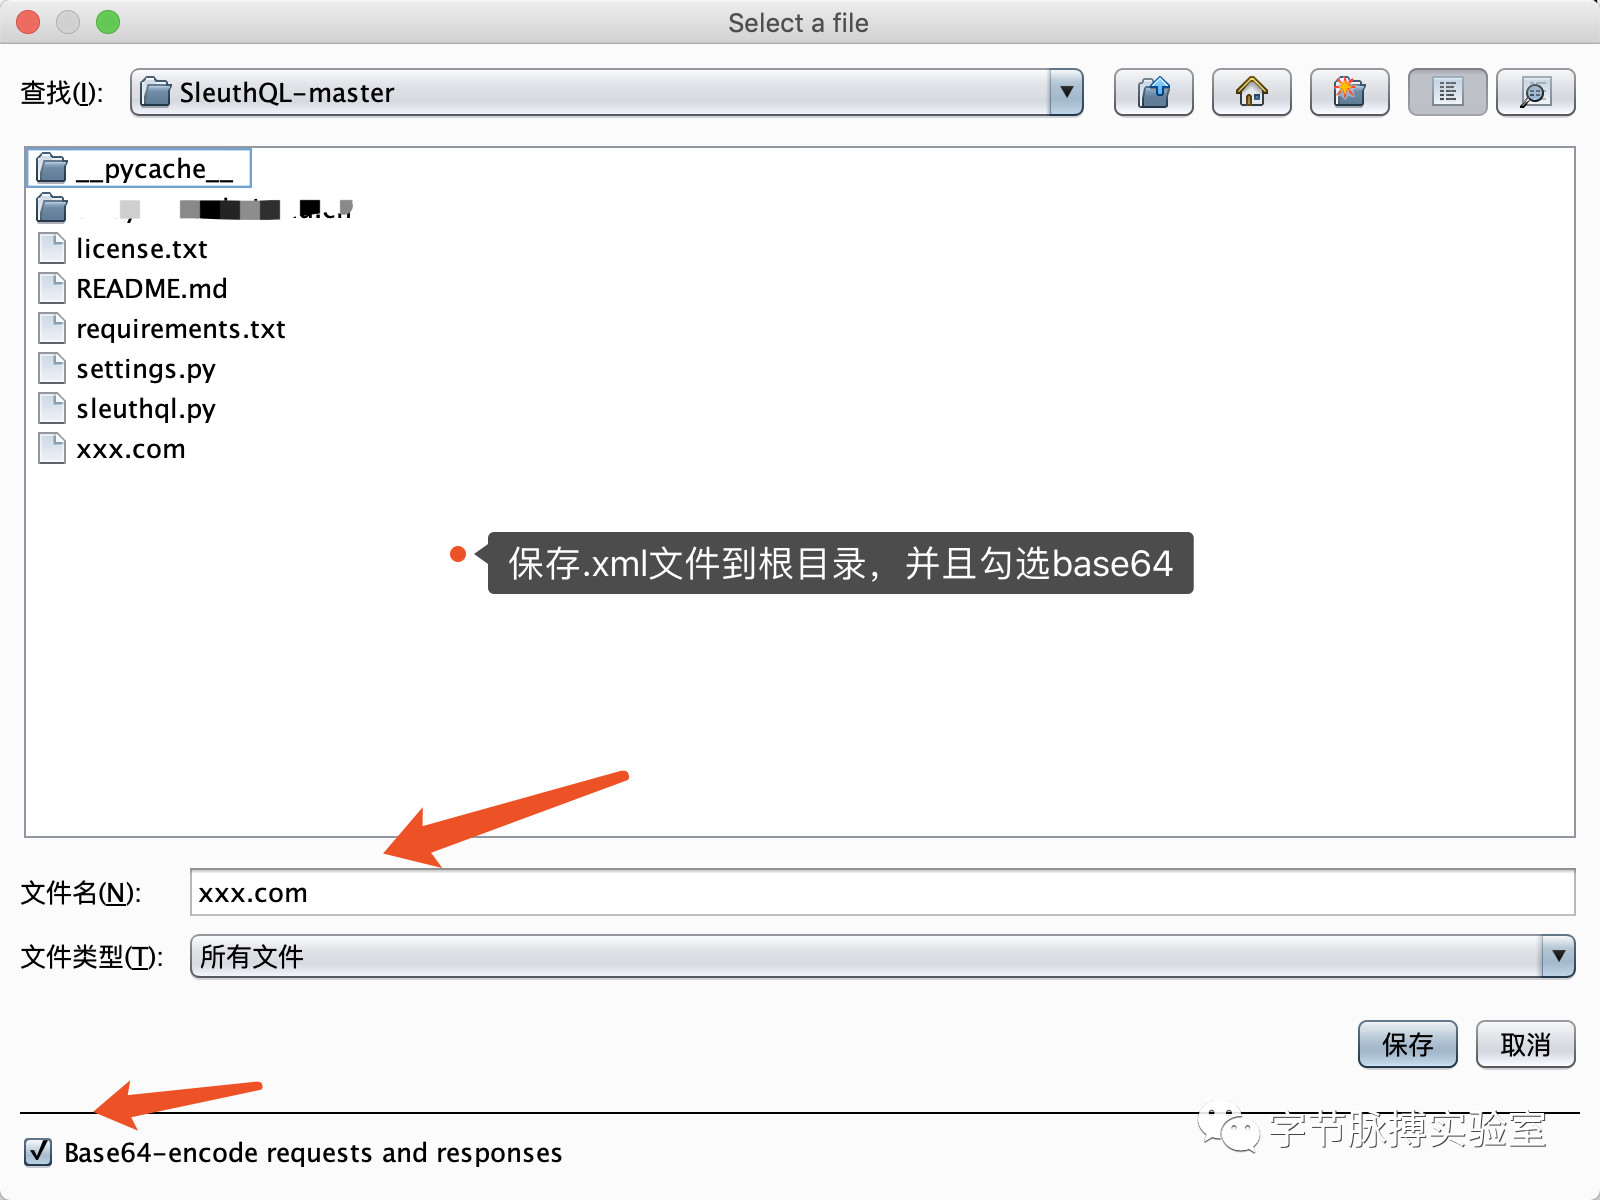 Select a file
查找(I):
SleuthQL-master
__pycache__
license.txt
README.md
requirements.txt
settings.py
sleuthql.py
xxx.com
保存.xml文件到根目录，并且勾选base64
文件名(N):
xxx.com
文件类型(T):
所有文件
保存
取消
字节脉搏实验室
Base64-encode requests and responses